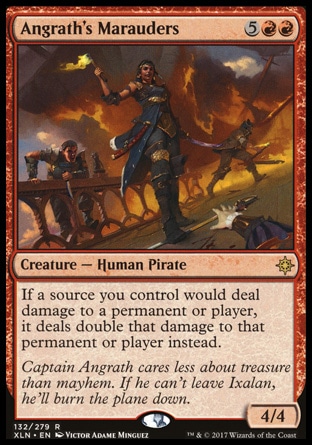 Angrath's Marauders 5
Creature — Human Pirate
If a source you control would deal
damage to a permanent or player,
it deals double that damage to that
permanent or player instead.
Captain Angrath cares less about treasure
than mayhem. If he can't leave Ixalan,
he'll burn the plane down.
4/4
132/279 R
XLN • EN Victor Adame Minguez
™ & © 2017 Wizards of the Coast